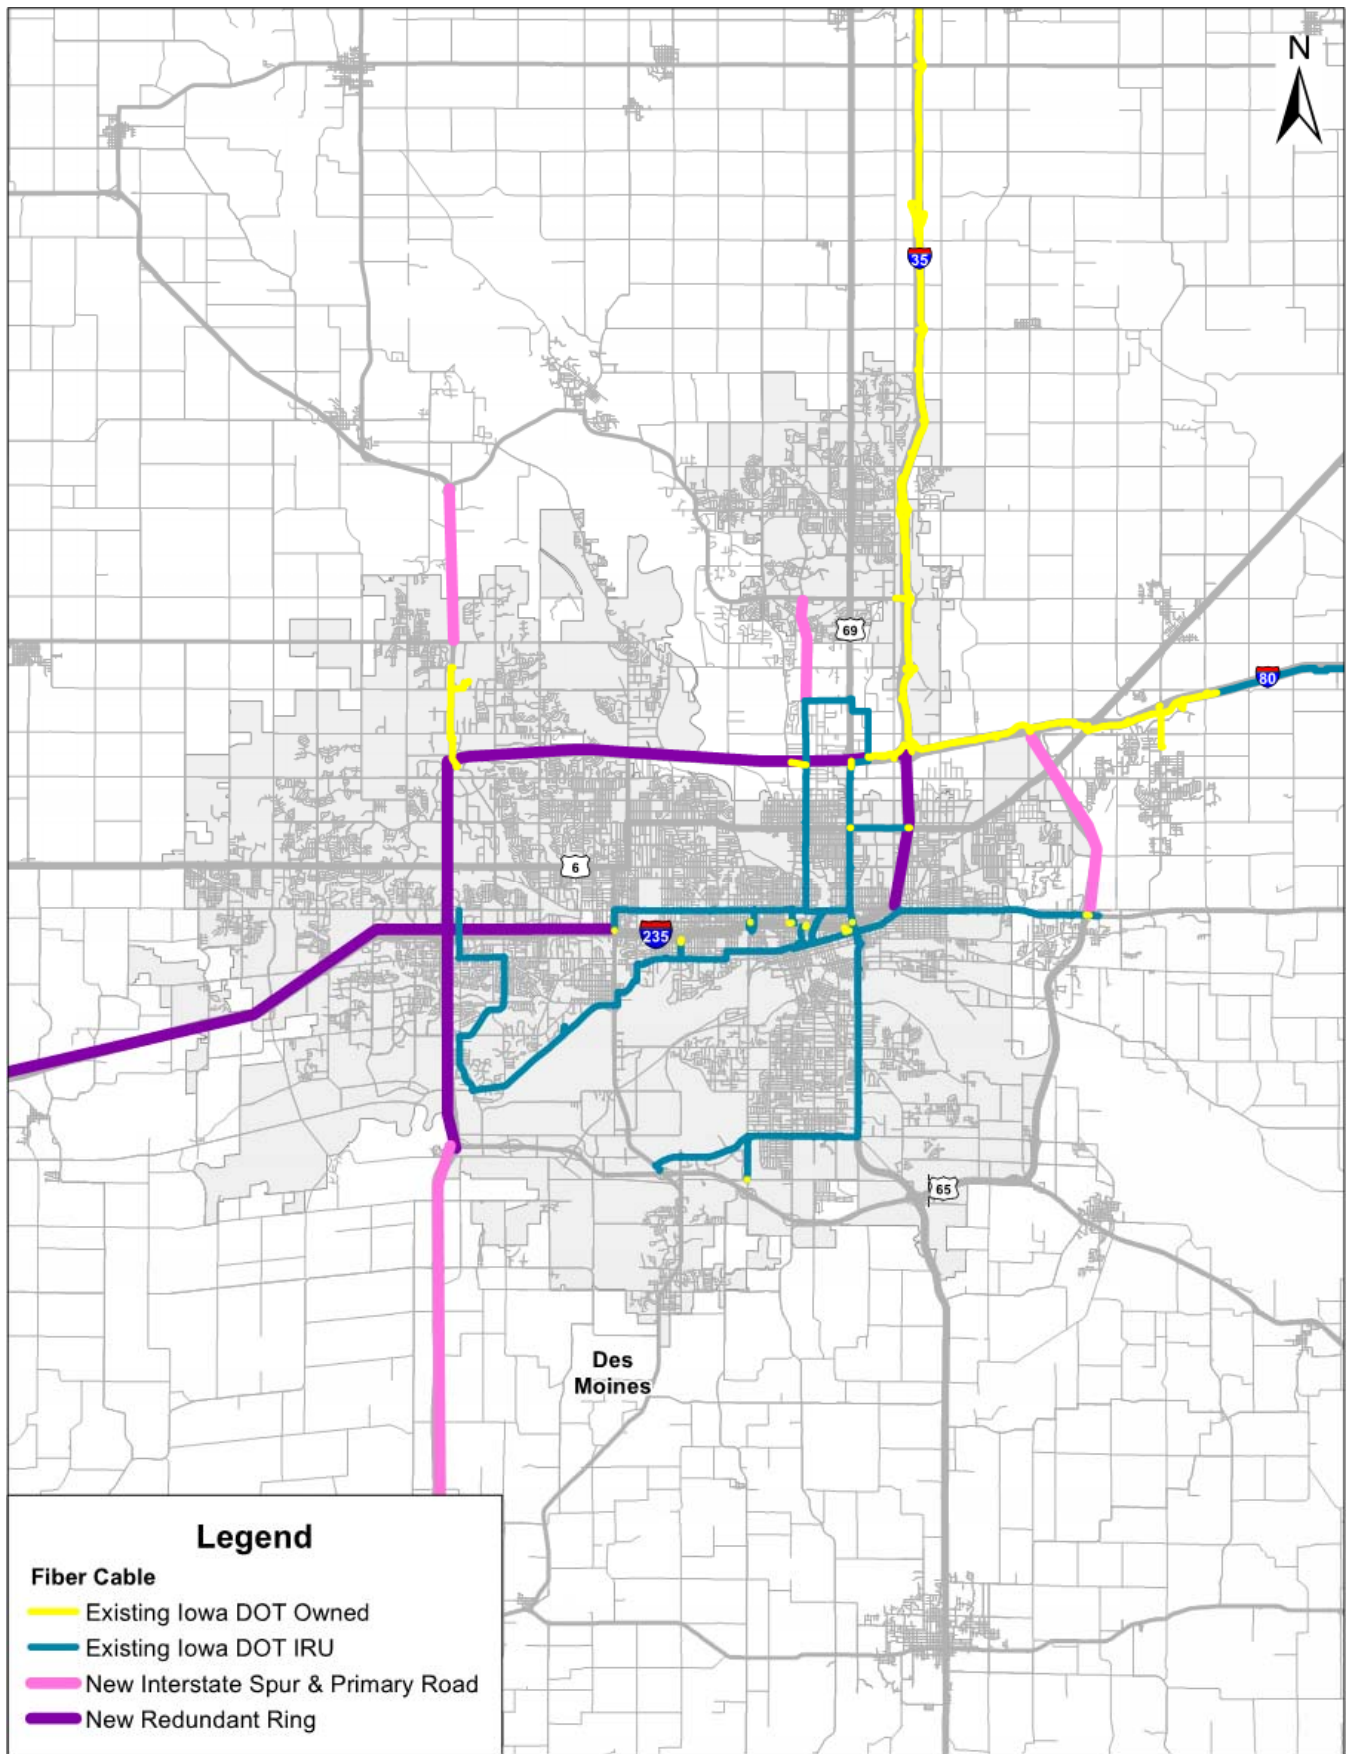 N
35
69
80
6
235
65
Des
Moines
Legend
Fiber Cable
Existing Iowa DOT Owned
Existing Iowa DOT IRU
New Interstate Spur & Primary Road
New Redundant Ring